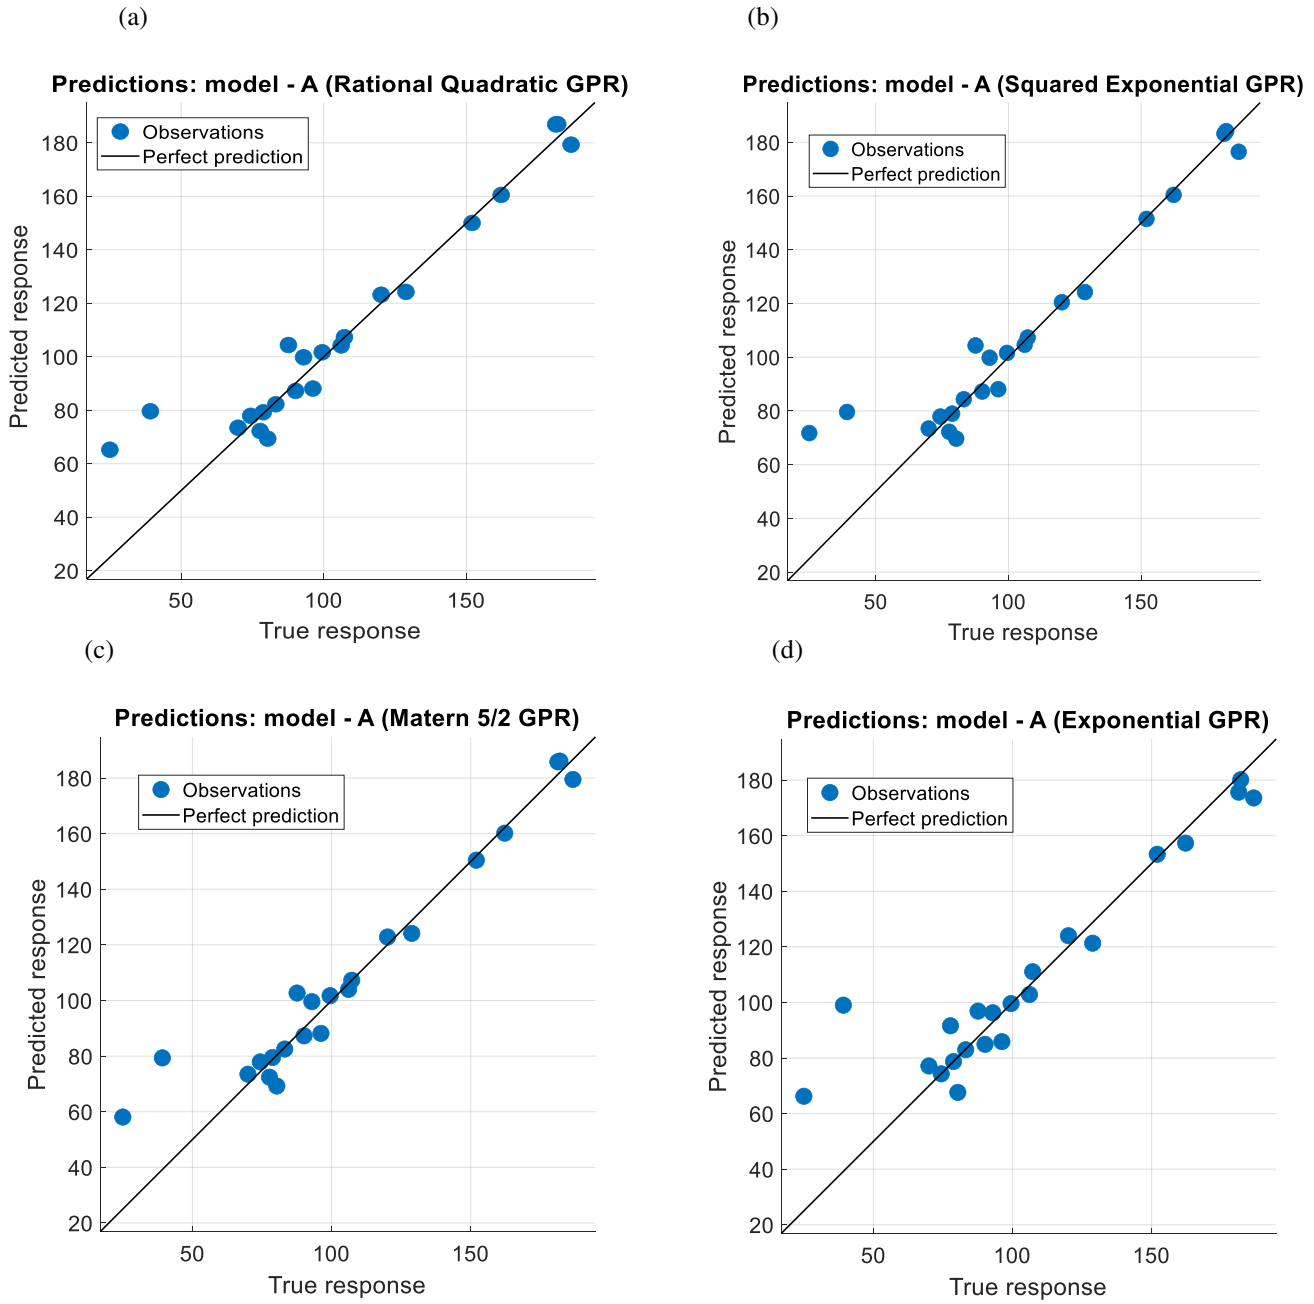 (a)
Predictions: model - A (Rational Quadratic GPR)
Observations
Perfect prediction
Predicted response
180
160
140
120
100
80
60
40
20
50 100 150
True response
(b)
Predictions: model - A (Squared Exponential GPR)
Observations
Perfect prediction
Predicted response
180
160
140
120
100
80
60
40
20
50 100 150
True response
(c)
Predictions: model - A (Matern 5/2 GPR)
Observations
Perfect prediction
Predicted response
180
160
140
120
100
80
60
40
20
50 100 150
True response
(d)
Predictions: model - A (Exponential GPR)
Observations
Perfect prediction
Predicted response
180
160
140
120
100
80
60
40
20
50 100 150
True response